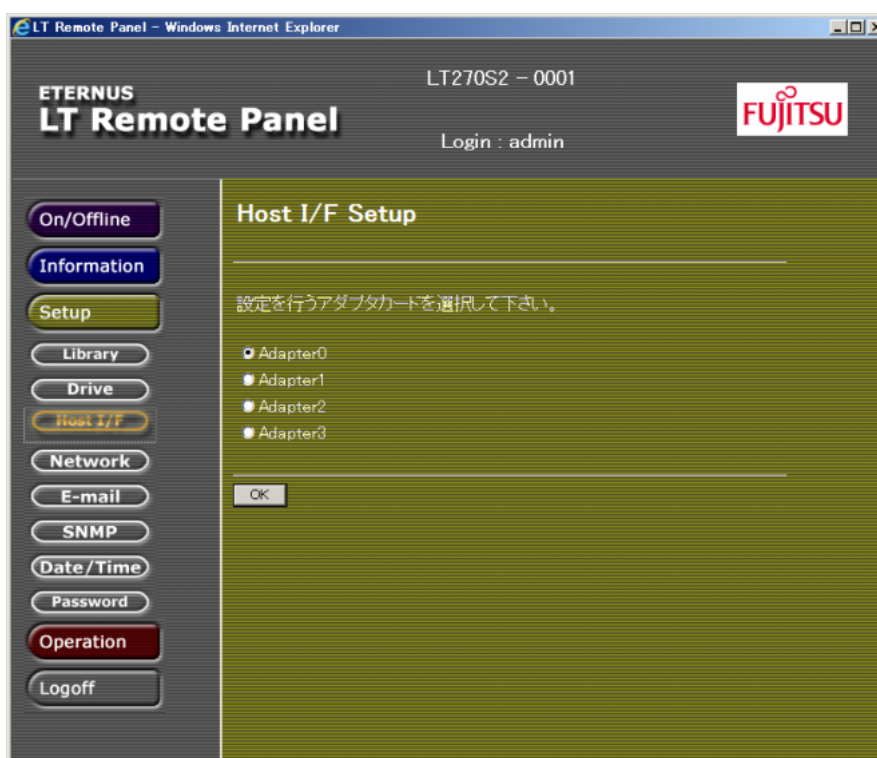 LT Remote Panel - Windows Internet Explorer
ETERNUS
LT Remote Panel
LT270S2 - 0001
Login : admin
FUJITSU
On/Offline
Information
Setup
Library
Drive
Host I/F
Network
E-mail
SNMP
Date/Time
Password
Operation
Logoff
Host I/F Setup
設定を行うアダプタカードを選択して下さい。
Adapter0
Adapter1
Adapter2
Adapter3
OK